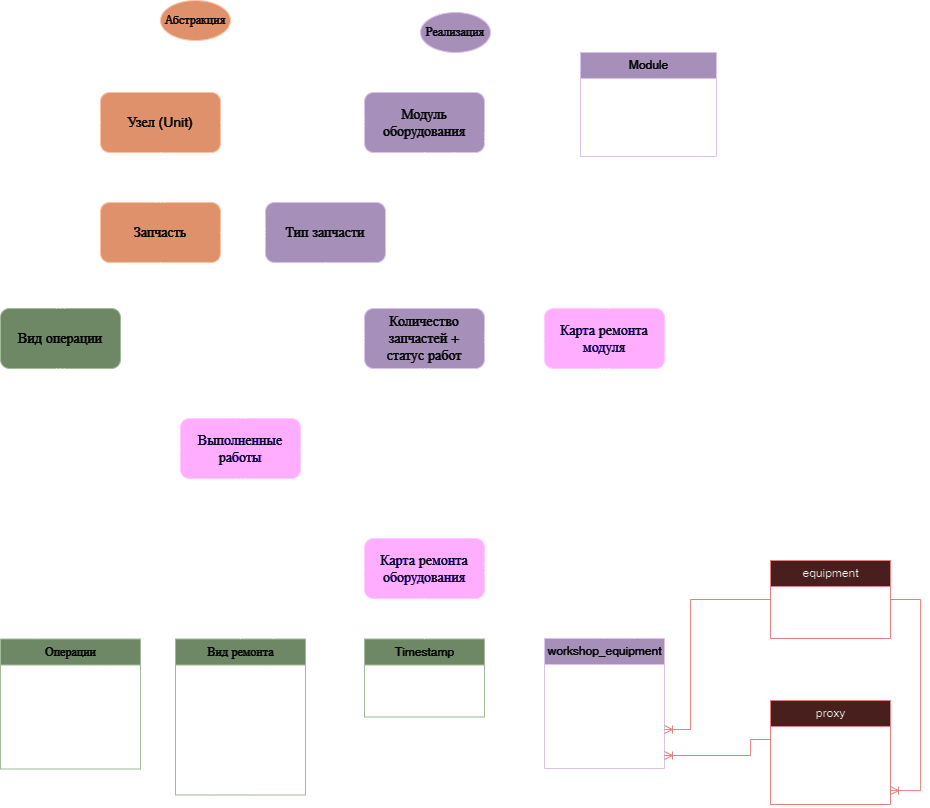 Абстракция
Реализация
Module
Узел (Unit)
Модуль
оборудования
Запчасть
Тип запчасти
Вид операции
Количество
запчастей +
статус работ
Карта ремонта
модуля
Выполненные
работы
Карта ремонта
оборудования
equipment
Операции
Вид ремонта
Timestamp
workshop_equipment
proxy